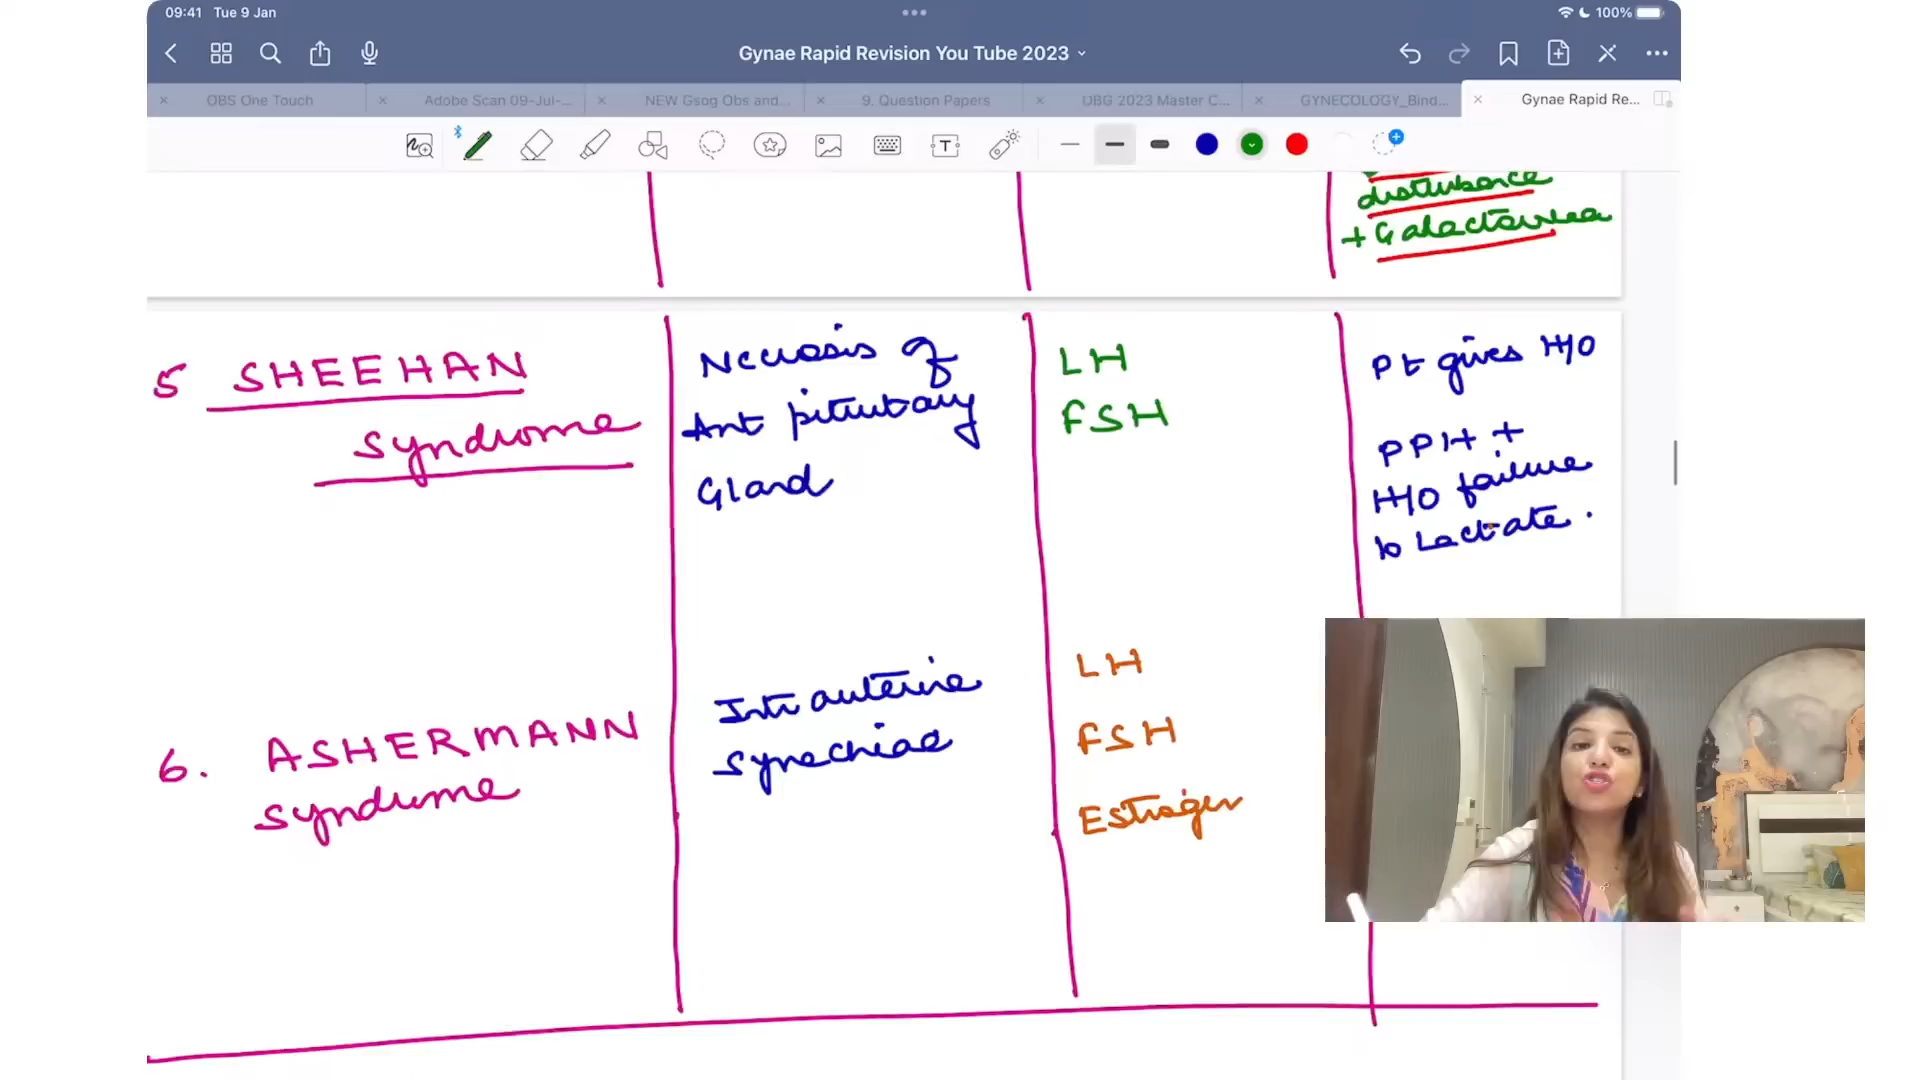 09:41 Tue 9 Jan
100%
Gynae Rapid Revision You Tube 2023
OBS One Touch
Adobe Scan 09-Jul-...
NEW Gsog Obs and...
9. Question Papers
OBG 2023 Master C...
GYNECOLOGY_Bind...
Gynae Rapid Re...
disturbance
+ Galactorrhea
5 SHEEHAN
Syndrome
Necrosis of
Ant pituitary
Gland
LH
FSH
Pt gives H/O
PPH +
H/O failure
to Lactate.
6. ASHERMANN
Syndrome
Intrauterine
Synechiae
LH
FSH
Estrogen